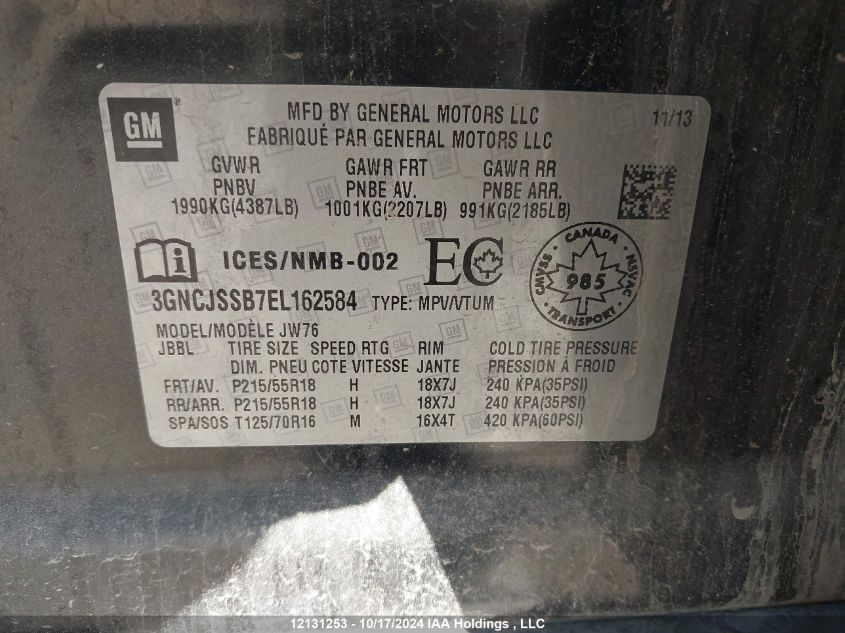 GM
MFD BY GENERAL MOTORS LLC 11/13
FABRIQUÉ PAR GENERAL MOTORS LLC
GVWR GAWR FRT GAWR RR
PNBV PNBE AV. PNBE ARR.
1990KG(4387LB) 1001KG(2207LB) 991KG(2185LB)
i ICES/NMB-002 EC
CANADA
CMVSS 985 NSVAC
TRANSPORT
3GNCJSSB7EL162584 TYPE: MPV/VTUM
MODEL/MODÈLE JW76
JBBL TIRE SIZE SPEED RTG RIM COLD TIRE PRESSURE
DIM. PNEU COTE VITESSE JANTE PRESSION À FROID
FRT/AV. P215/55R18 H 18X7J 240 KPA(35PSI)
RR/ARR. P215/55R18 H 18X7J 240 KPA(35PSI)
SPA/SOS T125/70R16 M 16X4T 420 KPA(60PSI)
12131253 - 10/17/2024 IAA Holdings, LLC